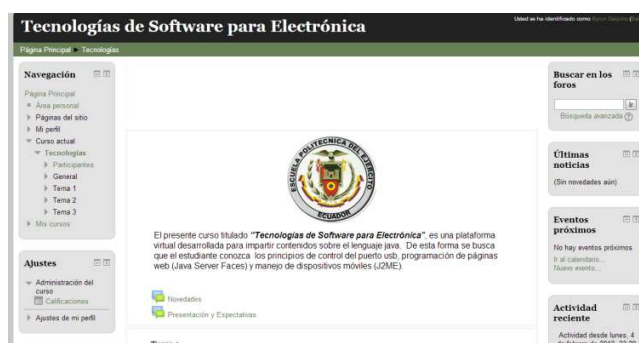 Tecnologías de Software para Electrónica
Usted se ha identificado como
Página Principal ► Tecnologías
Navegación
Página Principal
Área personal
Páginas del sitio
Mi perfil
Curso actual
Tecnologías
Participantes
General
Tema 1
Tema 2
Tema 3
Mis cursos
Ajustes
Administración del
curso
Calificaciones
Ajustes de mi perfil
ESCUELA POLITECNICA DEL EJERCITO
ECUADOR
El presente curso titulado "Tecnologías de Software para Electrónica", es una plataforma
virtual desarrollada para impartir contenidos sobre el lenguaje java. De esta forma se busca
que el estudiante conozca los principios de control del puerto usb, programación de páginas
web (Java Server Faces) y manejo de dispositivos móviles (J2ME).
Novedades
Presentación y Expectativas
Buscar en los
foros
Ir
Búsqueda avanzada
Últimas
noticias
(Sin novedades aún)
Eventos
próximos
No hay eventos próximos
Ir al calendario...
Nuevo evento...
Actividad
reciente
Actividad desde lunes, 4